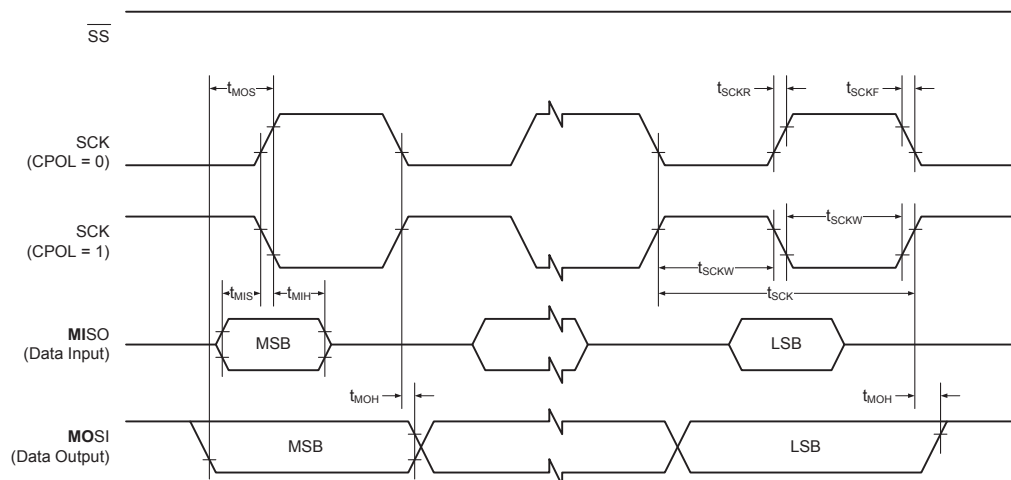 SS
tMOS
tSCKR
tSCKF
SCK
(CPOL = 0)
SCK
(CPOL = 1)
tSCKW
tSCKW
tSCK
tMIS
tMIH
MISO
(Data Input)
MSB
LSB
tMOH
tMOH
MOSI
(Data Output)
MSB
LSB